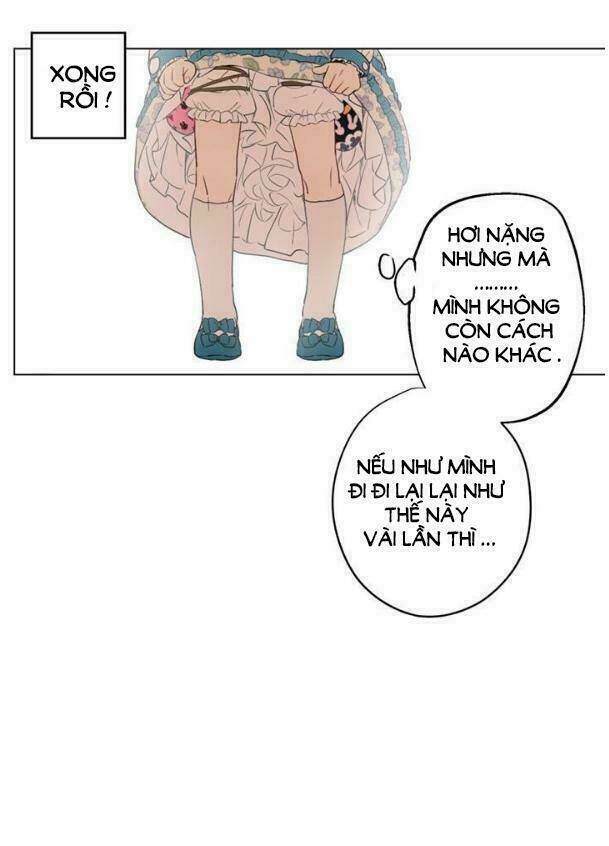 XONG
RỒI !
HƠI NẶNG
NHƯNG MÀ
.........
MÌNH KHÔNG
CÒN CÁCH
NÀO KHÁC .
NẾU NHƯ MÌNH
ĐI ĐI LẠI LẠI NHƯ
THẾ NÀY
VÀI LẦN THÌ ...